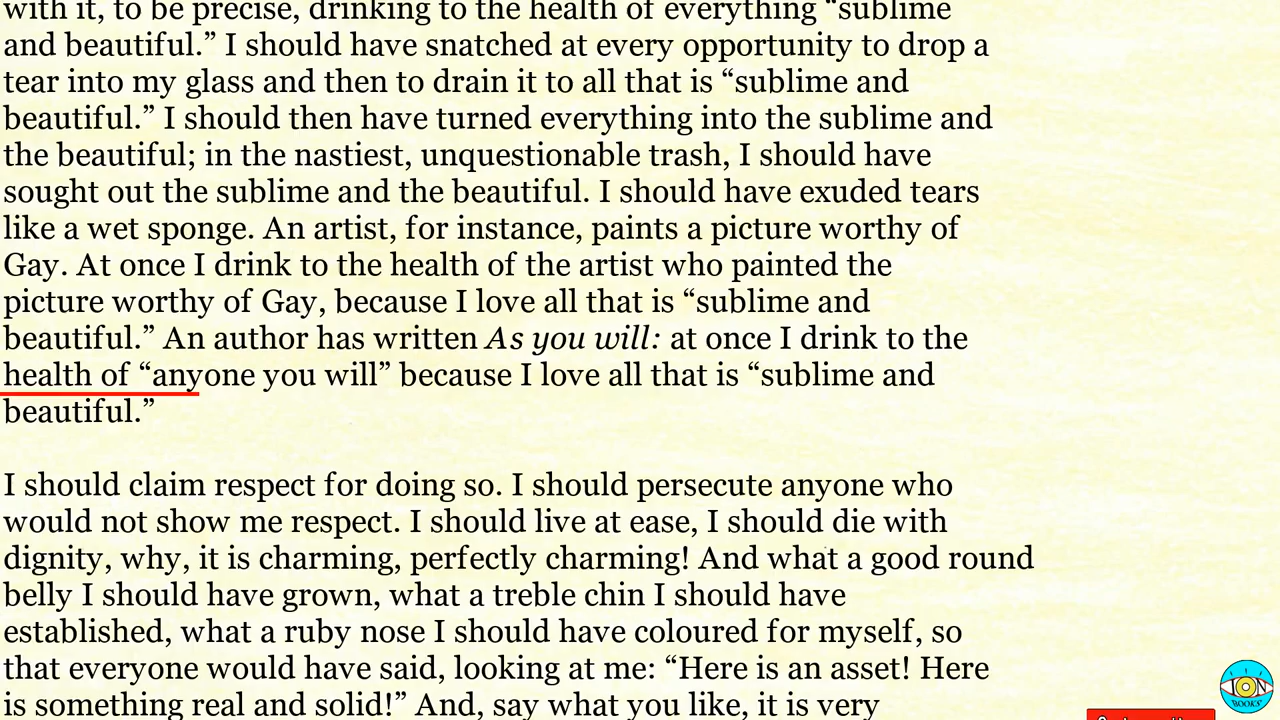 with it, to be precise, drinking to the health of everything “sublime
and beautiful.” I should have snatched at every opportunity to drop a
tear into my glass and then to drain it to all that is “sublime and
beautiful.” I should then have turned everything into the sublime and
the beautiful; in the nastiest, unquestionable trash, I should have
sought out the sublime and the beautiful. I should have exuded tears
like a wet sponge. An artist, for instance, paints a picture worthy of
Gay. At once I drink to the health of the artist who painted the
picture worthy of Gay, because I love all that is “sublime and
beautiful.” An author has written As you will: at once I drink to the
health of “anyone you will” because I love all that is “sublime and
beautiful.”
I should claim respect for doing so. I should persecute anyone who
would not show me respect. I should live at ease, I should die with
dignity, why, it is charming, perfectly charming! And what a good round
belly I should have grown, what a treble chin I should have
established, what a ruby nose I should have coloured for myself, so
that everyone would have said, looking at me: “Here is an asset! Here
is something real and solid!” And, say what you like, it is very
ION
BOOKS